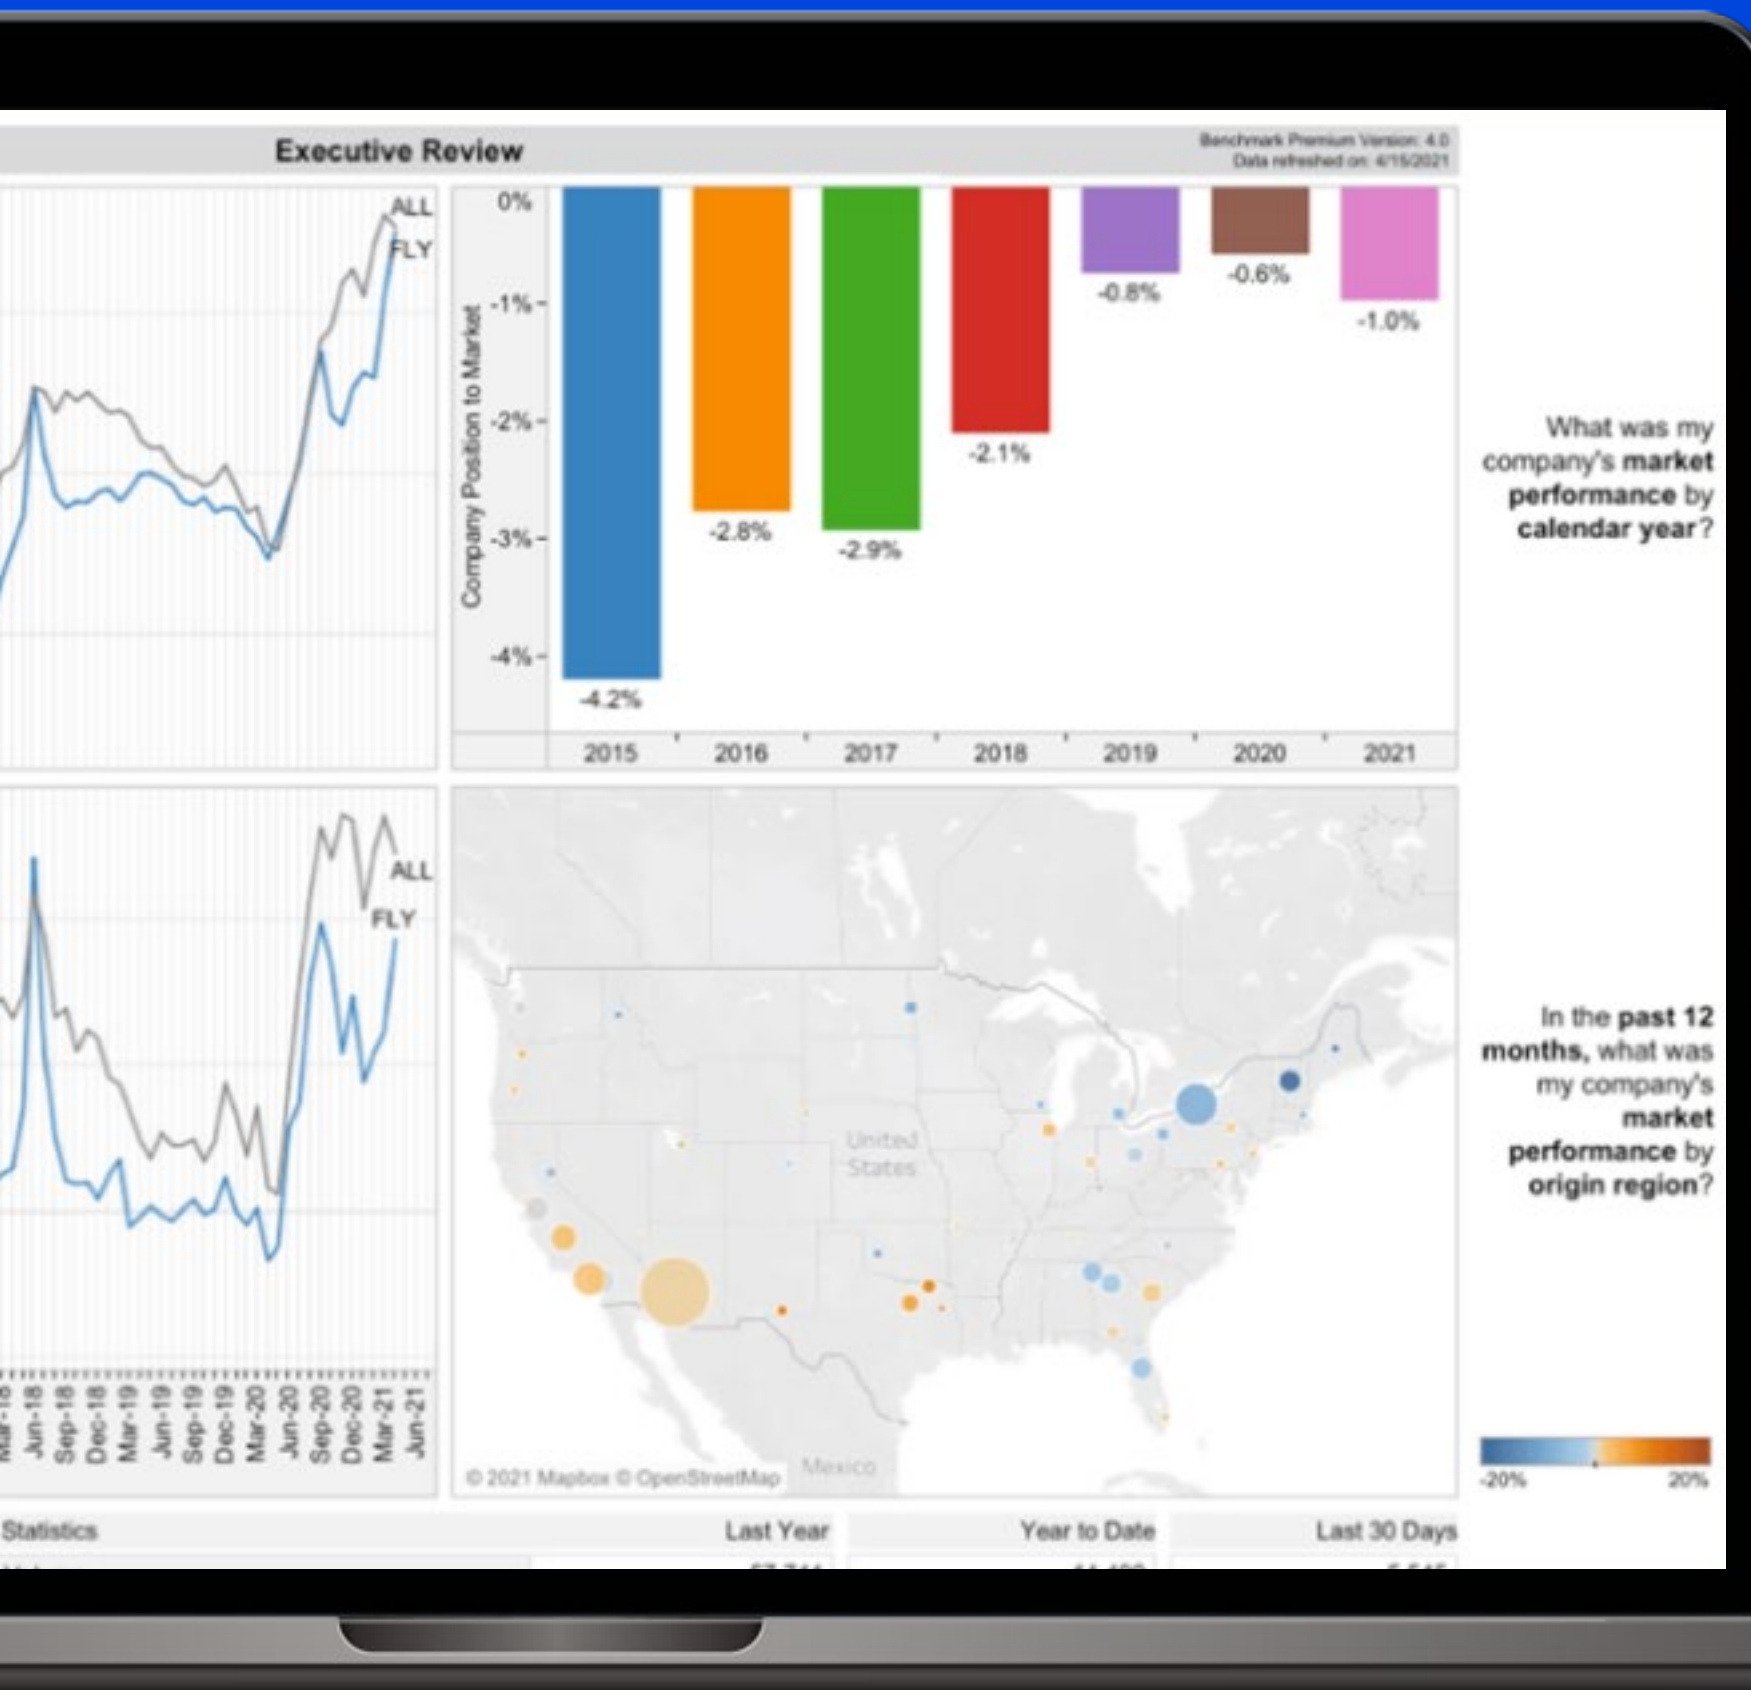 Executive Review
Benchmark Premium Version: 4.0
Data refreshed on: 4/15/2021
ALL
FLY
0%
-1%
-2%
-3%
-4%
Company Position to Market
-4.2%
-2.8%
-2.9%
-2.1%
-0.8%
-0.6%
-1.0%
2015 2016 2017 2018 2019 2020 2021
What was my
company's market
performance by
calendar year?
ALL
FLY
Mar-18 Jun-18 Sep-18 Dec-18 Mar-19 Jun-19 Sep-19 Dec-19 Mar-20 Jun-20 Sep-20 Dec-20 Mar-21 Jun-21
United
States
Mexico
© 2021 Mapbox © OpenStreetMap
In the past 12
months, what was
my company's
market
performance by
origin region?
-20% 20%
Statistics Last Year Year to Date Last 30 Days